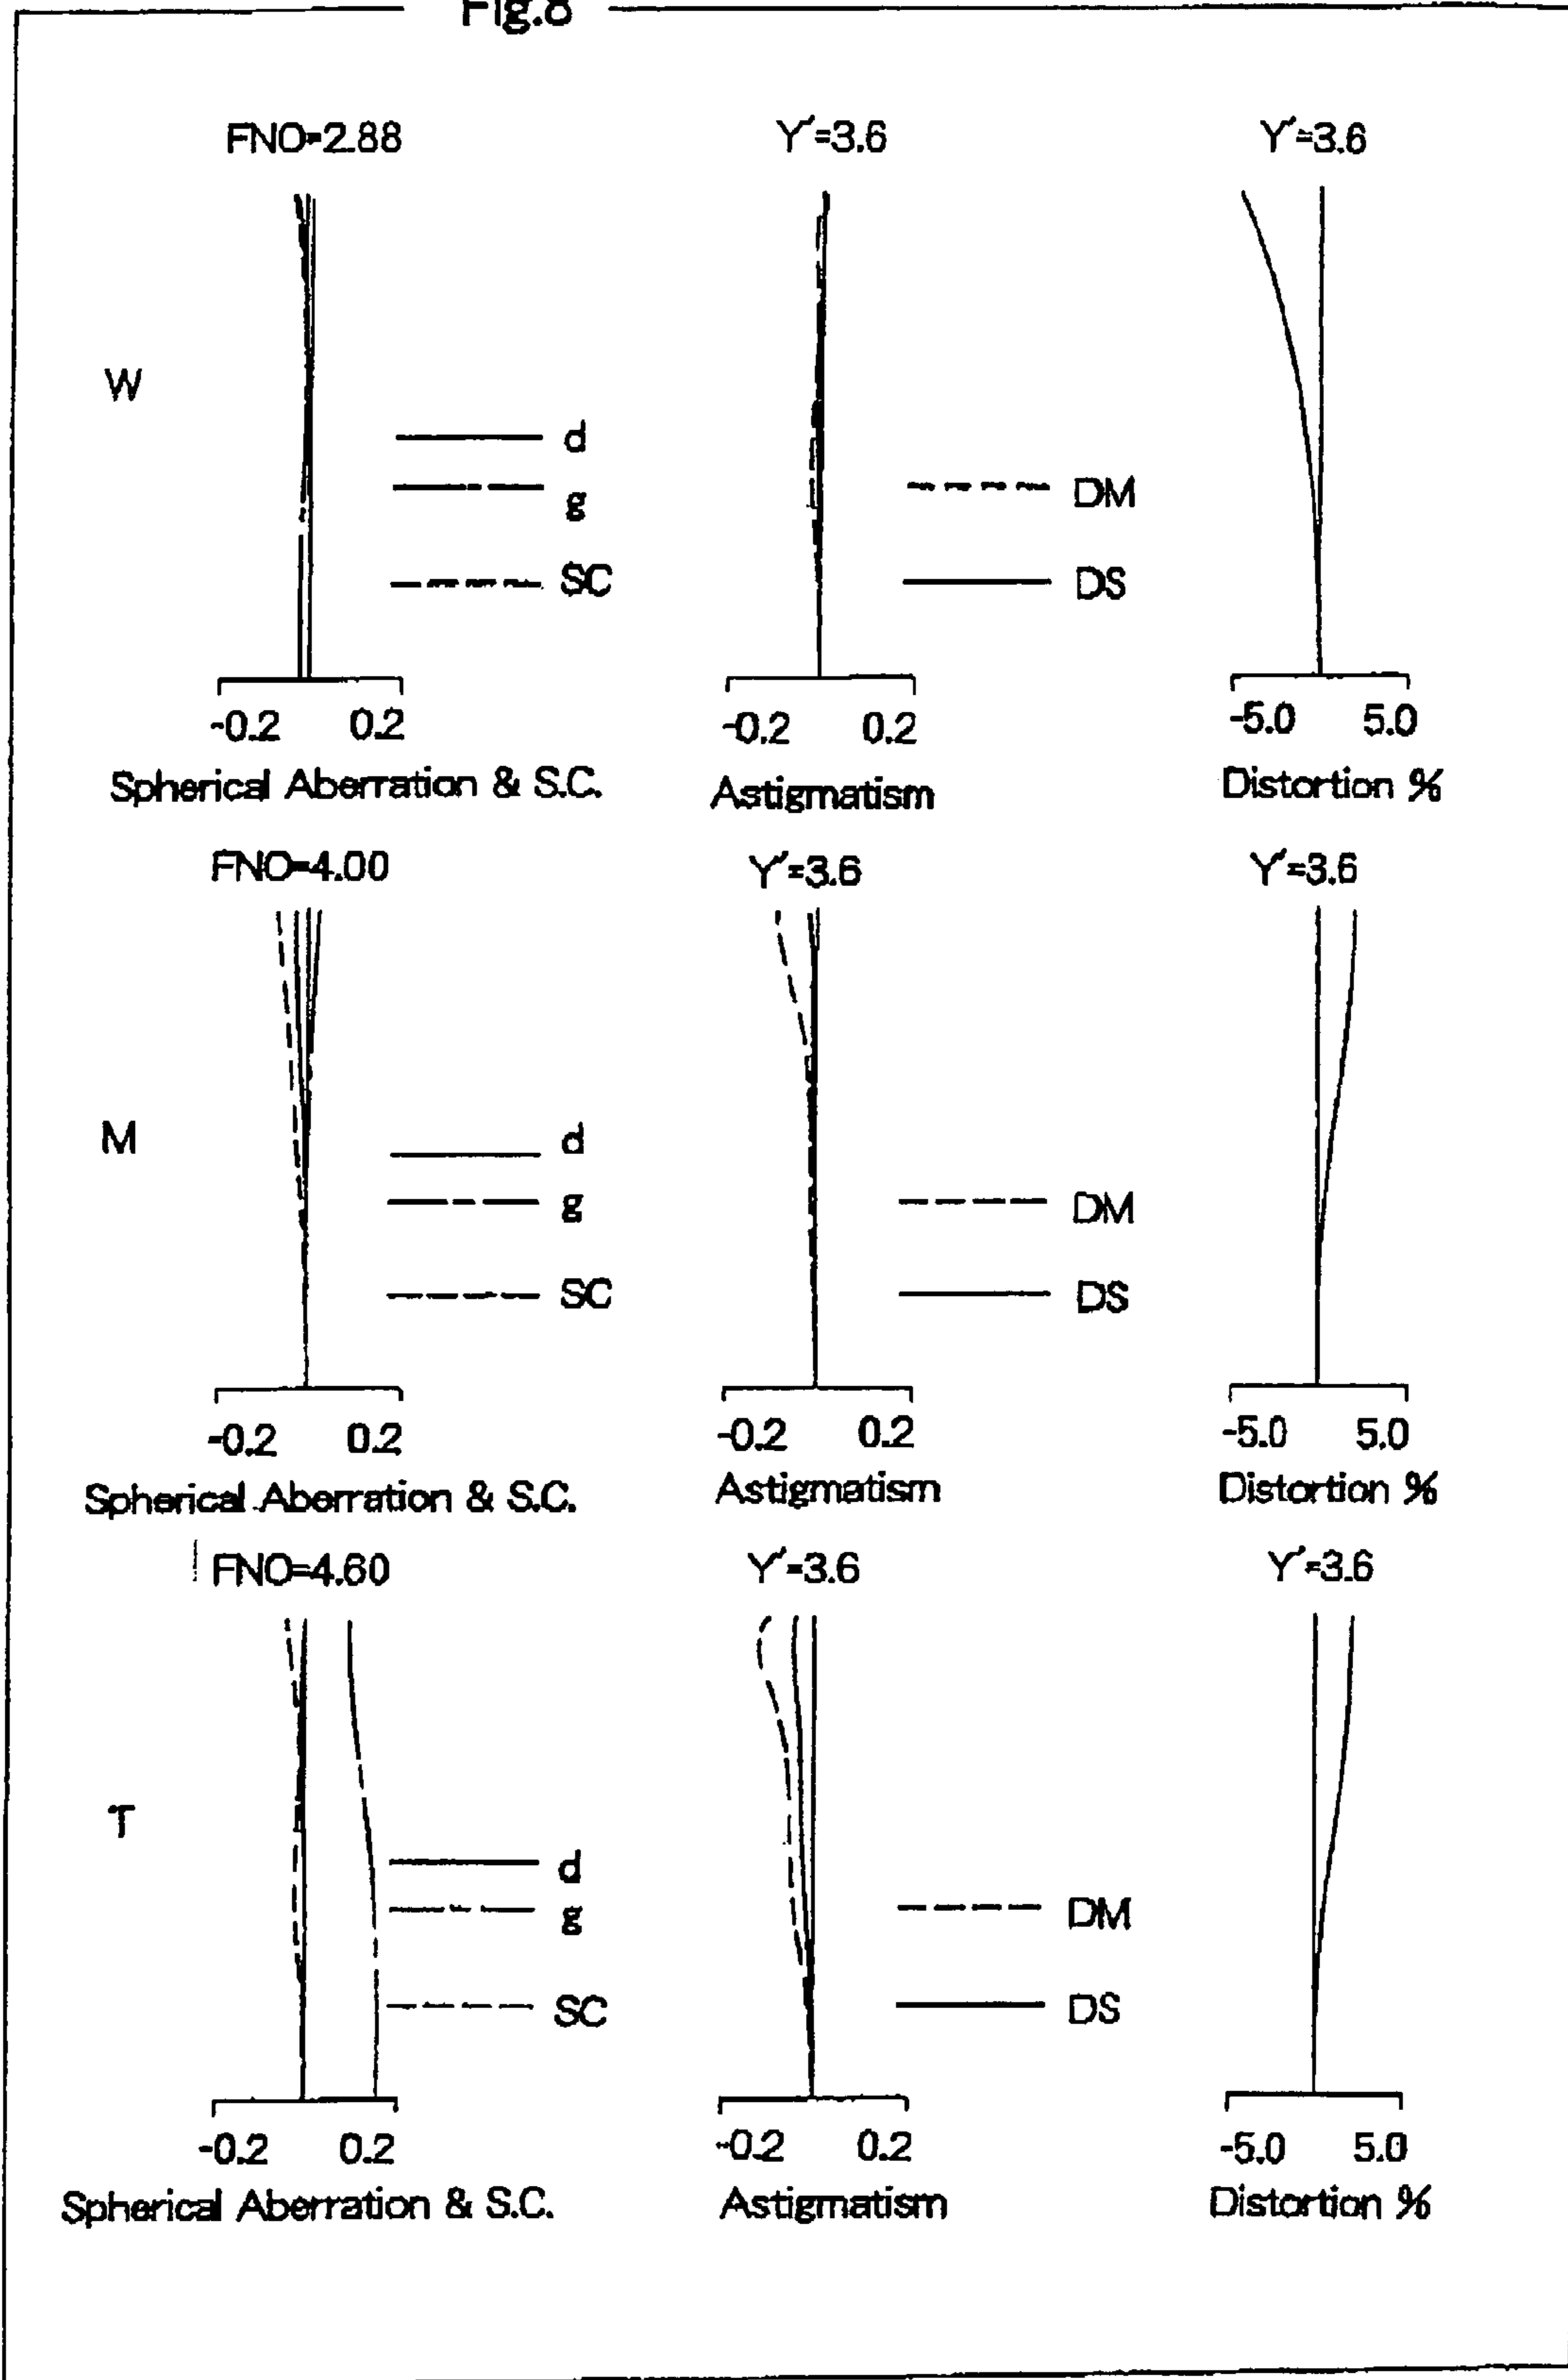 Fig.8
FNO=2.88 Y'=3.6 Y'=3.6
W
d
g
DM
SC
DS
-0.2 0.2 -0.2 0.2 -5.0 5.0
Spherical Aberration & S.C. Astigmatism Distortion %
FNO=4.00 Y'=3.6 Y'=3.6
M
d
g
DM
SC
DS
-0.2 0.2 -0.2 0.2 -5.0 5.0
Spherical Aberration & S.C. Astigmatism Distortion %
FNO=4.60 Y'=3.6 Y'=3.6
T
d
g
DM
SC
DS
-0.2 0.2 -0.2 0.2 -5.0 5.0
Spherical Aberration & S.C. Astigmatism Distortion %